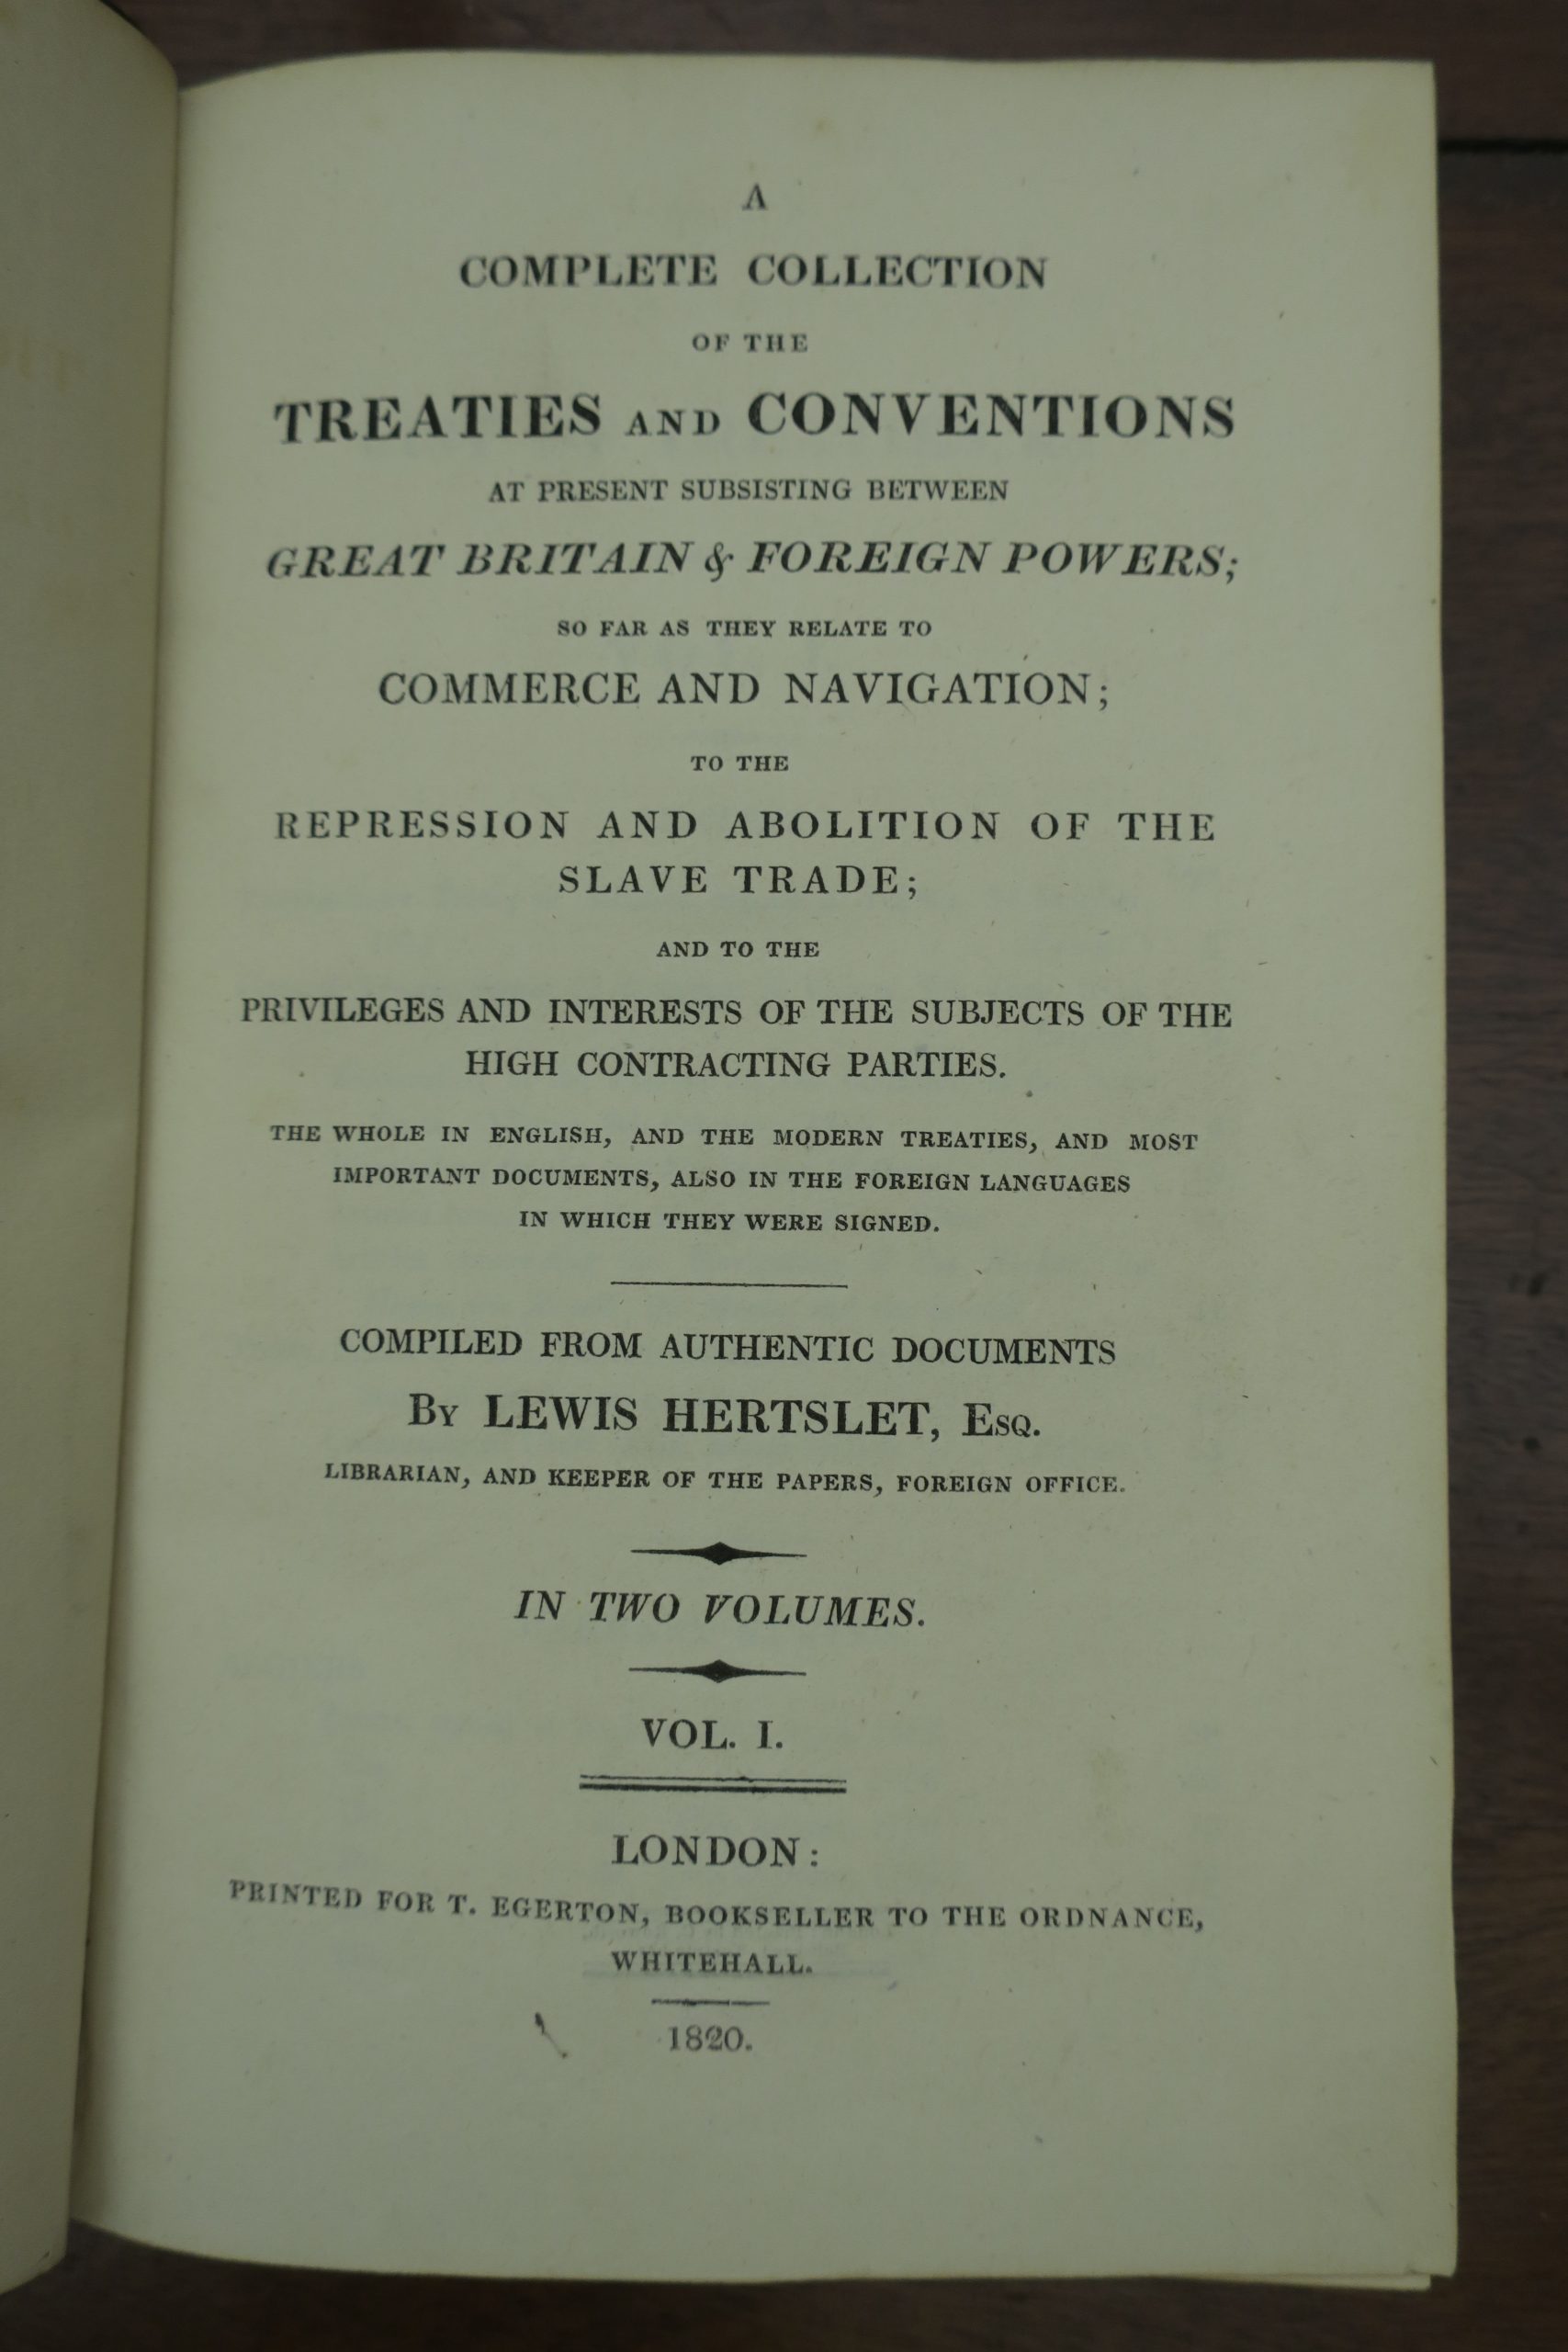 A
COMPLETE COLLECTION
OF THE
TREATIES AND CONVENTIONS
AT PRESENT SUBSISTING BETWEEN
GREAT BRITAIN & FOREIGN POWERS;
SO FAR AS THEY RELATE TO
COMMERCE AND NAVIGATION;
TO THE
REPRESSION AND ABOLITION OF THE
SLAVE TRADE;
AND TO THE
PRIVILEGES AND INTERESTS OF THE SUBJECTS OF THE
HIGH CONTRACTING PARTIES.
THE WHOLE IN ENGLISH, AND THE MODERN TREATIES, AND MOST
IMPORTANT DOCUMENTS, ALSO IN THE FOREIGN LANGUAGES
IN WHICH THEY WERE SIGNED.
COMPILED FROM AUTHENTIC DOCUMENTS
By LEWIS HERTSLET, Esq.
LIBRARIAN, AND KEEPER OF THE PAPERS, FOREIGN OFFICE.
IN TWO VOLUMES.
VOL. I.
LONDON:
PRINTED FOR T. EGERTON, BOOKSELLER TO THE ORDNANCE,
WHITEHALL.
1820.